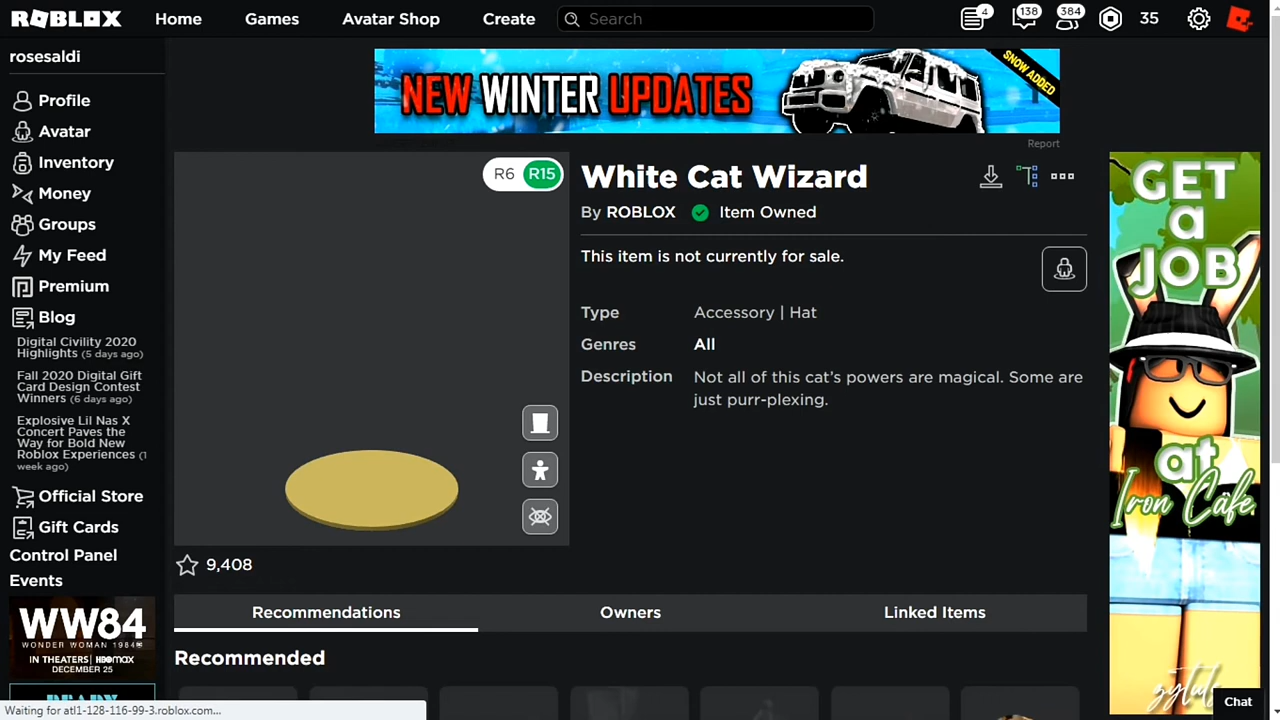 ROBLOX Home Games Avatar Shop Create Search 4 138 384 35
rosesaldi
Profile
Avatar
Inventory
Money
Groups
My Feed
Premium
Blog
Digital Civility 2020
Highlights (5 days ago)
Fall 2020 Digital Gift
Card Design Contest
Winners (6 days ago)
Explosive Lil Nas X
Concert Paves the
Way for Bold New
Roblox Experiences (1
week ago)
Official Store
Gift Cards
Control Panel
Events
WW84
WONDER WOMAN 1984
IN THEATERS | HBOMAX
DECEMBER 25
NEW WINTER UPDATES
SNOW ADDED
Report
R6 R15
White Cat Wizard
By ROBLOX Item Owned
This item is not currently for sale.
Type Accessory | Hat
Genres All
Description Not all of this cat's powers are magical. Some are
just purr-plexing.
9,408
Recommendations Owners Linked Items
Recommended
GET
a
JOB
at
Iron Cafe
Chat
Waiting for atl1-128-116-99-3.roblox.com...